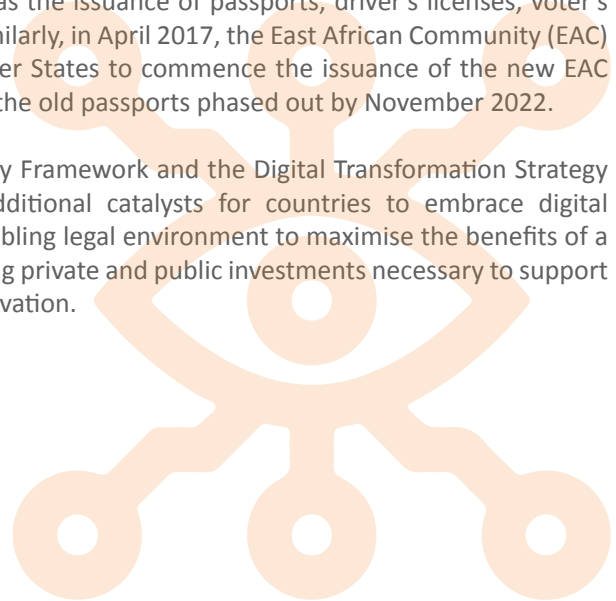 as the issuance of passports, driver's licenses, voter's
nilarly, in April 2017, the East African Community (EAC)
er States to commence the issuance of the new EAC
the old passports phased out by November 2022.
y Framework and the Digital Transformation Strategy
dditional catalysts for countries to embrace digital
bling legal environment to maximise the benefits of a
g private and public investments necessary to support
vation.